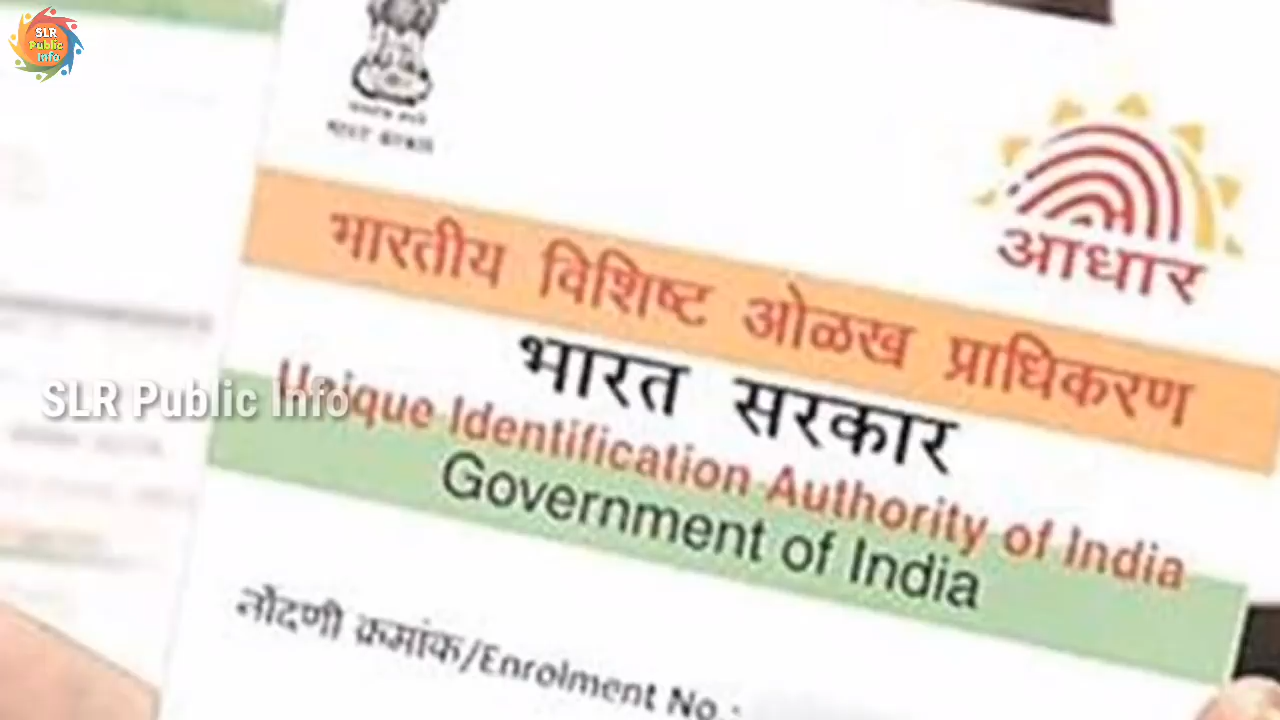 SLR
Public
Info
आधार
भारतीय विशिष्ट ओळख प्राधिकरण
भारत सरकार
Unique Identification Authority of India
Government of India
SLR Public Info
नोंदणी क्रमांक/Enrolment No.: